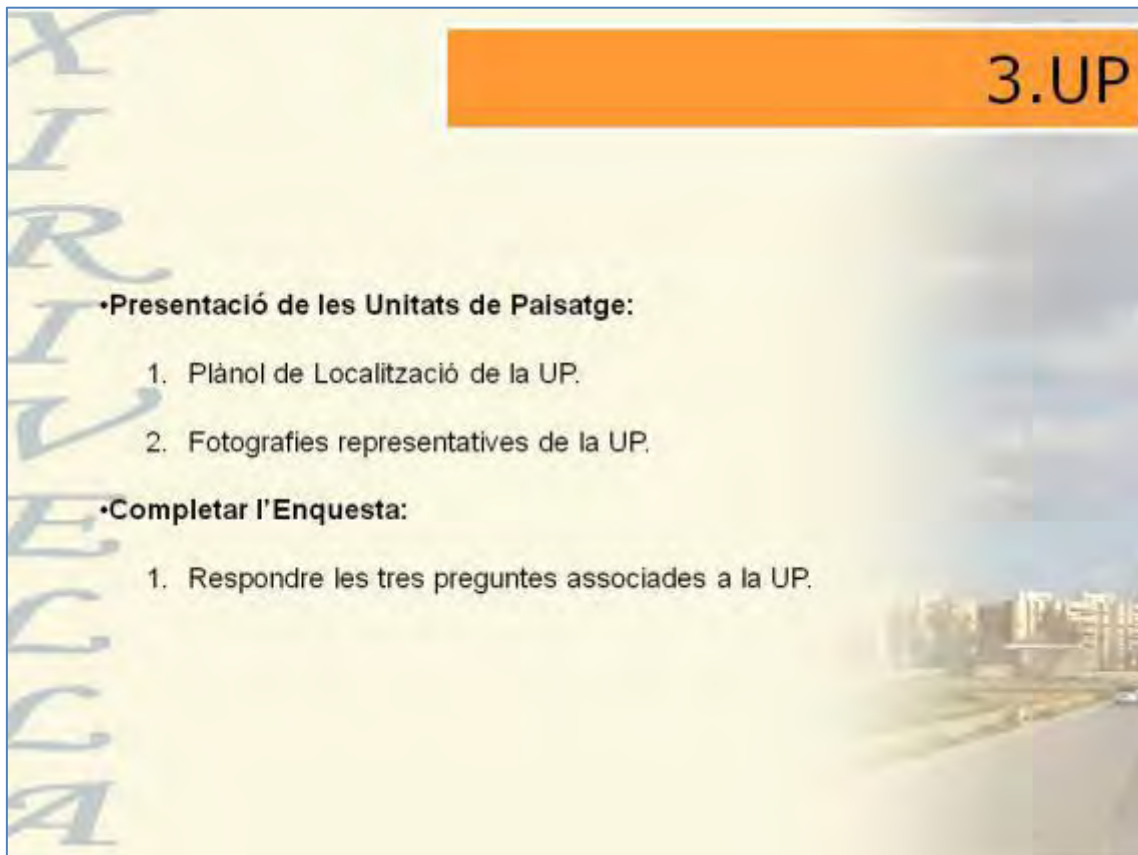 XIRIVELLA
3.UP
•Presentació de les Unitats de Paisatge:
1. Plànol de Localització de la UP.
2. Fotografies representatives de la UP.
•Completar l'Enquesta:
1. Respondre les tres preguntes associades a la UP.